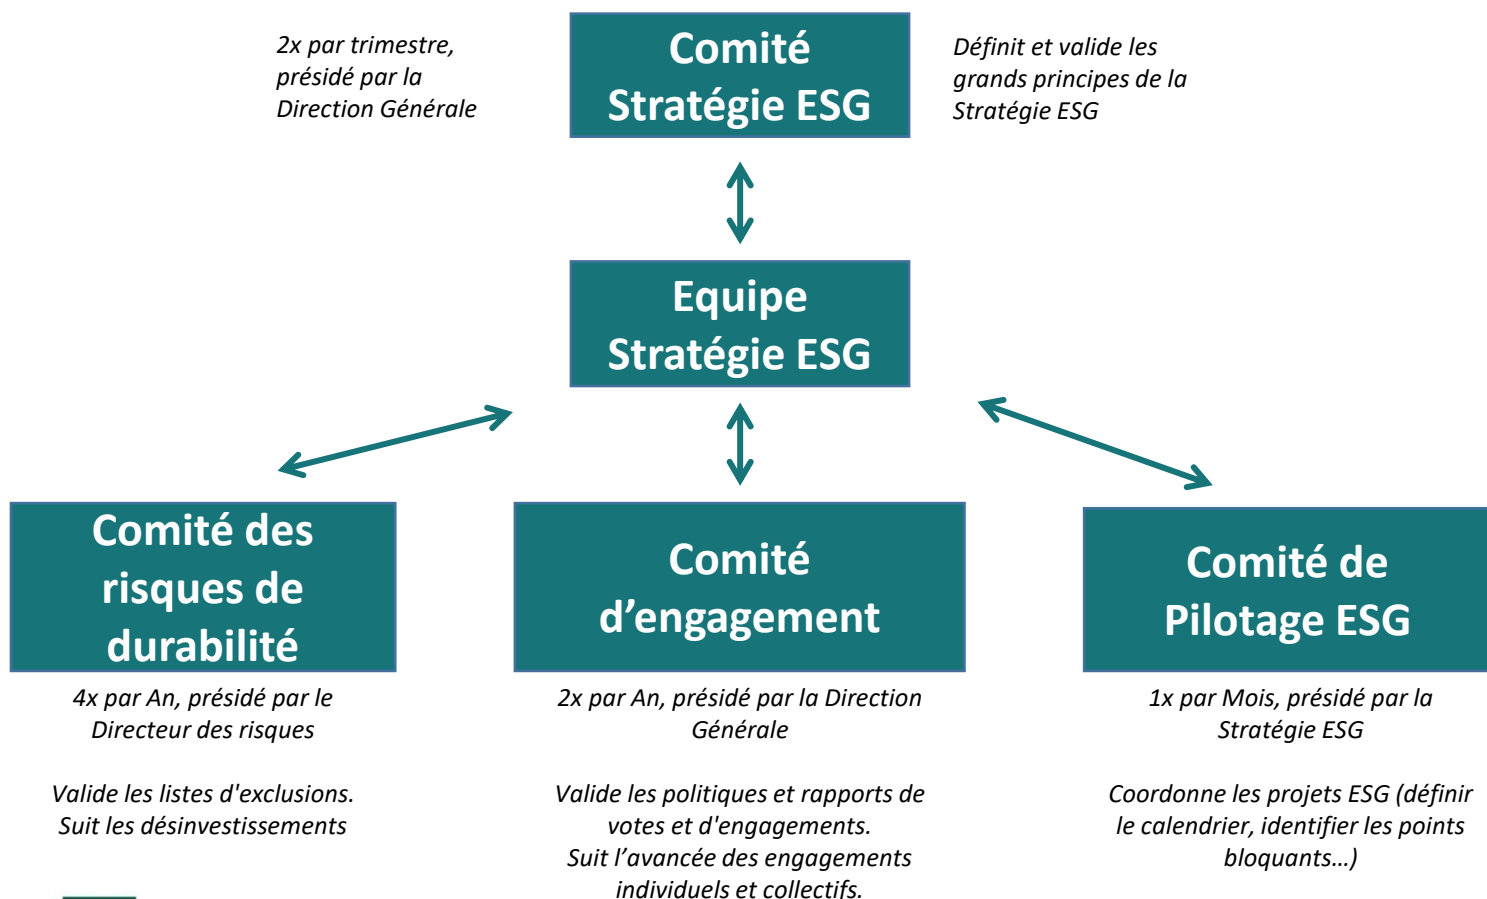 2x par trimestre,
présidé par la
Direction Générale
Comité
Stratégie ESG
Définit et valide les
grands principes de la
Stratégie ESG
Equipe
Stratégie ESG
Comité des
risques de
durabilité
4x par An, présidé par le
Directeur des risques
Valide les listes d'exclusions.
Suit les désinvestissements
Comité
d’engagement
2x par An, présidé par la Direction
Générale
Valide les politiques et rapports de
votes et d'engagements.
Suit l’avancée des engagements
individuels et collectifs.
Comité de
Pilotage ESG
1x par Mois, présidé par la
Stratégie ESG
Coordonne les projets ESG (définir
le calendrier, identifier les points
bloquants…)